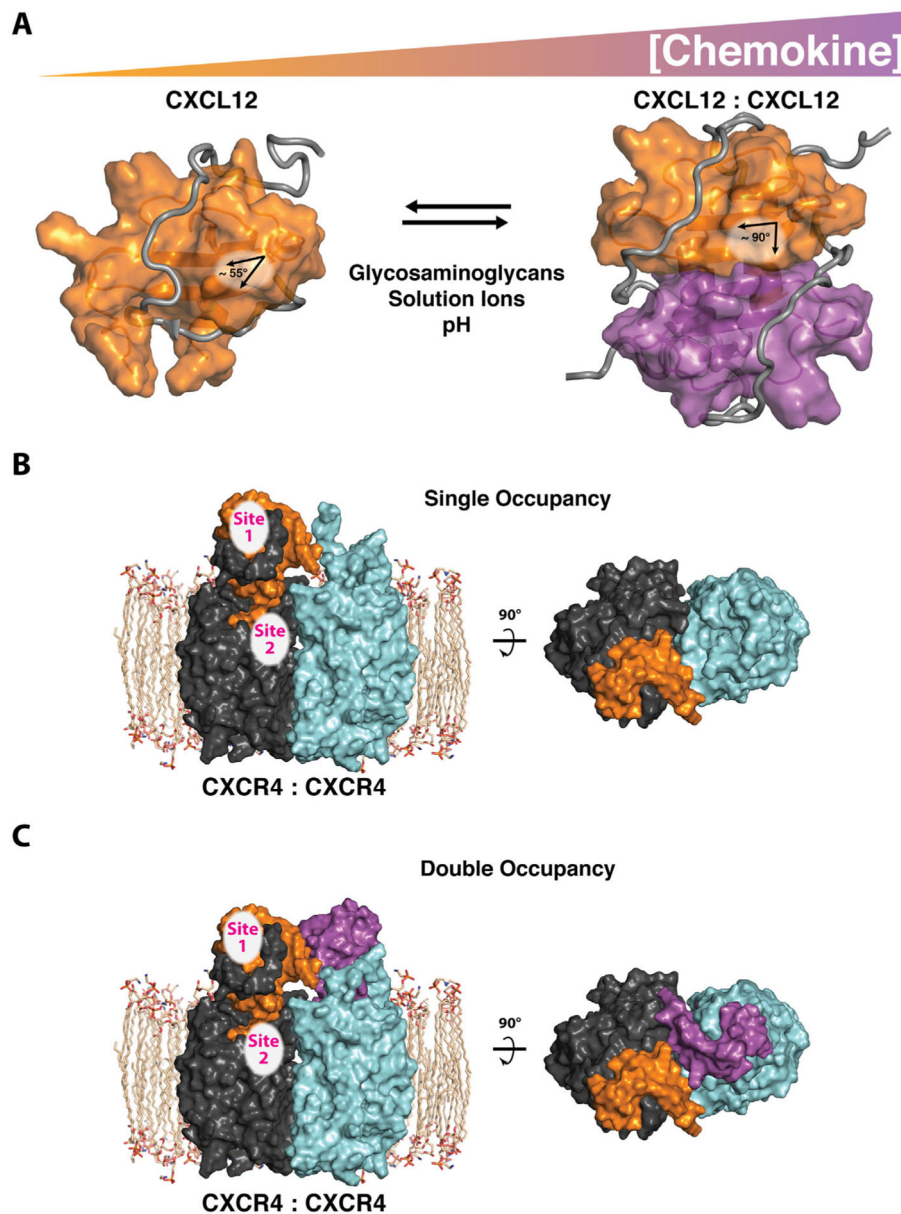 A
[Chemokine]
CXCL12
CXCL12 : CXCL12
~ 55°
~ 90°
Glycosaminoglycans
Solution Ions
pH
B
Single Occupancy
Site
1
Site
2
90°
CXCR4 : CXCR4
C
Double Occupancy
Site
1
Site
2
90°
CXCR4 : CXCR4